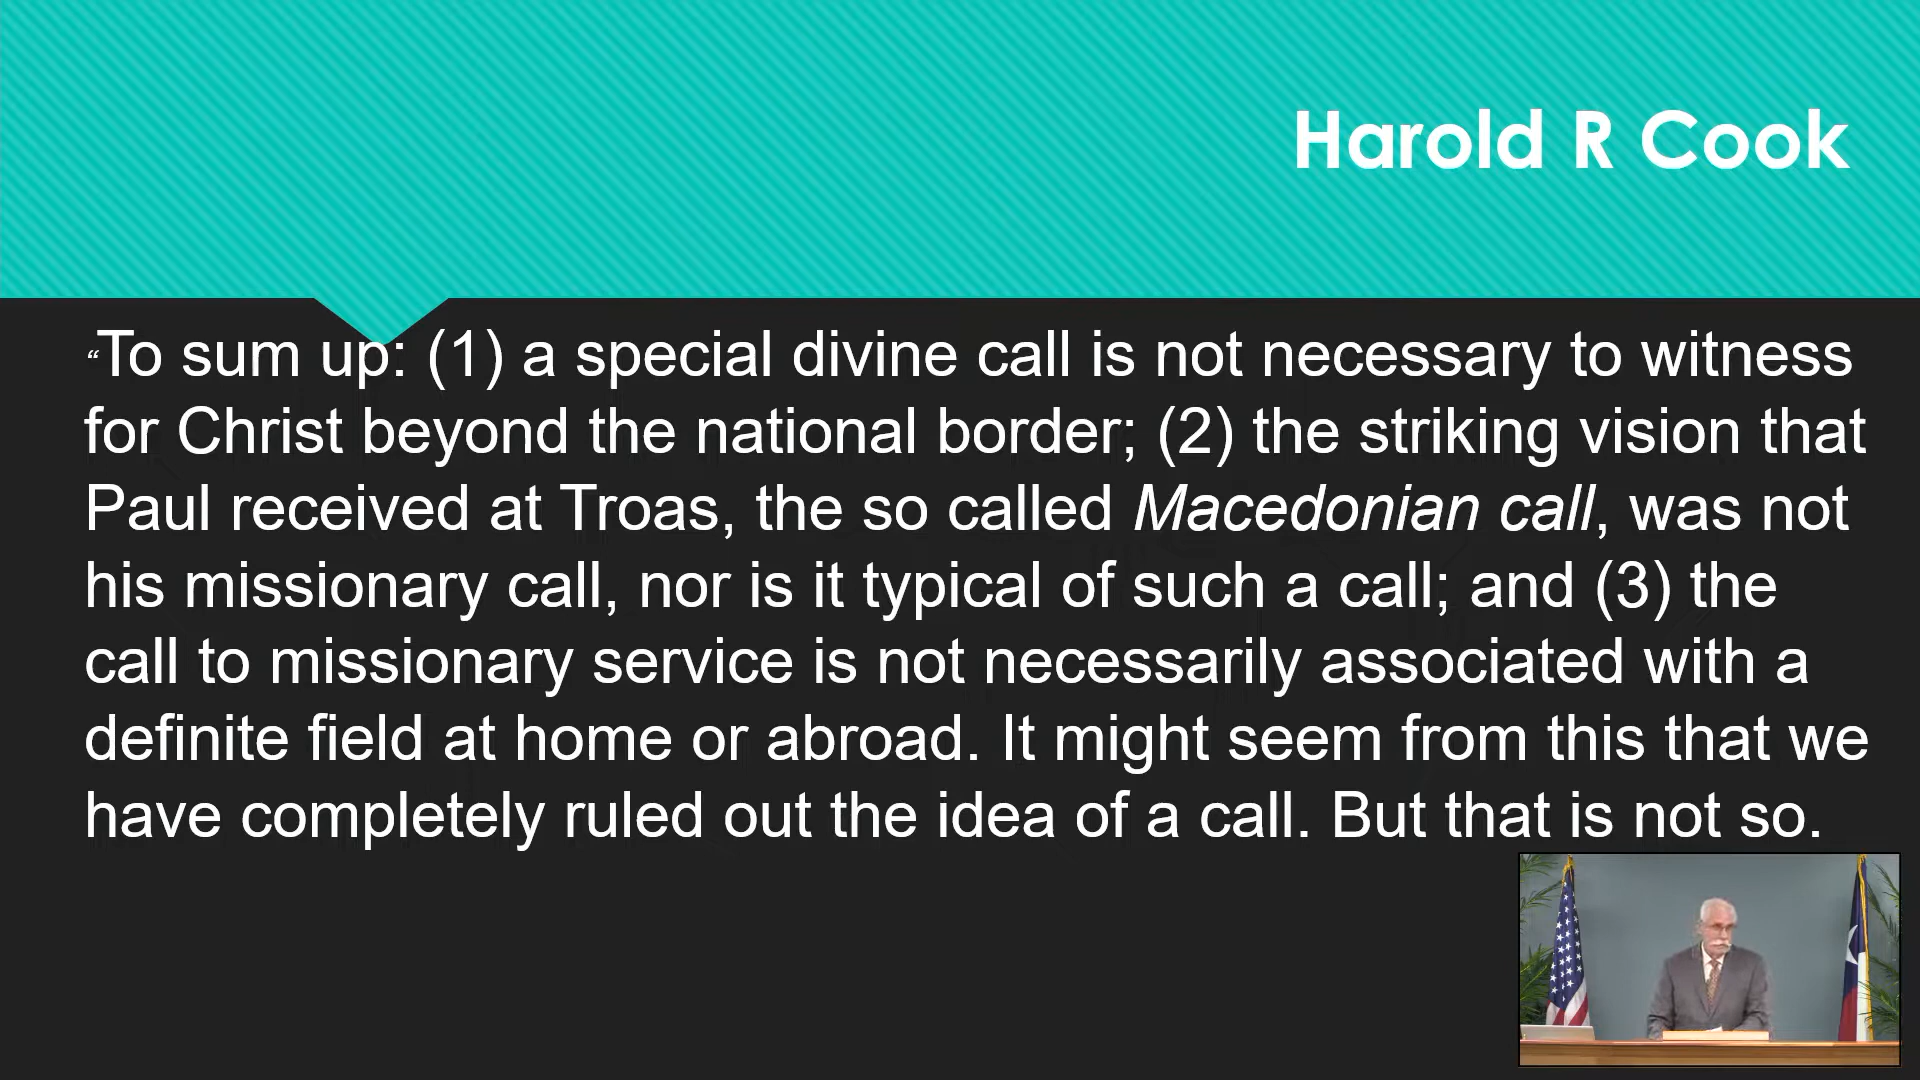 Harold R Cook
“To sum up: (1) a special divine call is not necessary to witness
for Christ beyond the national border; (2) the striking vision that
Paul received at Troas, the so called Macedonian call, was not
his missionary call, nor is it typical of such a call; and (3) the
call to missionary service is not necessarily associated with a
definite field at home or abroad. It might seem from this that we
have completely ruled out the idea of a call. But that is not so.